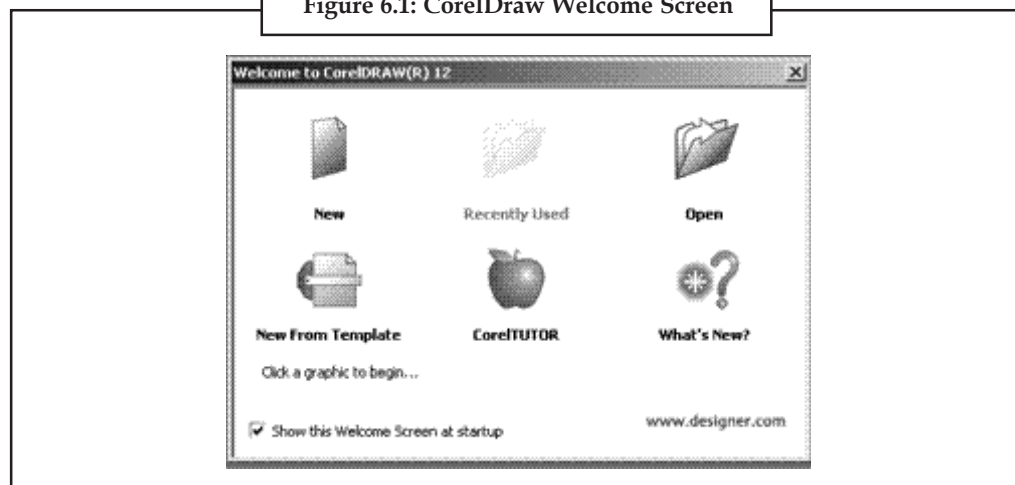 Figure 6.1: CorelDraw Welcome Screen
Welcome to CorelDRAW(R) 12
New Recently Used Open
New From Template CorelTUTOR What's New?
Click a graphic to begin...
Show this Welcome Screen at startup
www.designer.com